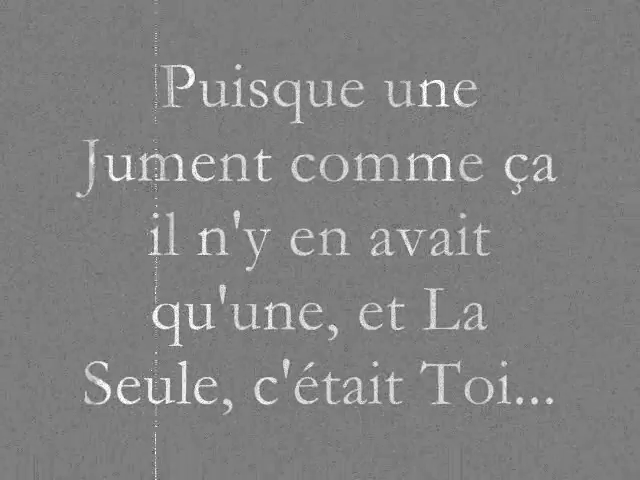 Puisque une
Jument comme ça
il n'y en avait
qu'une, et La
Seule, c'était Toi...